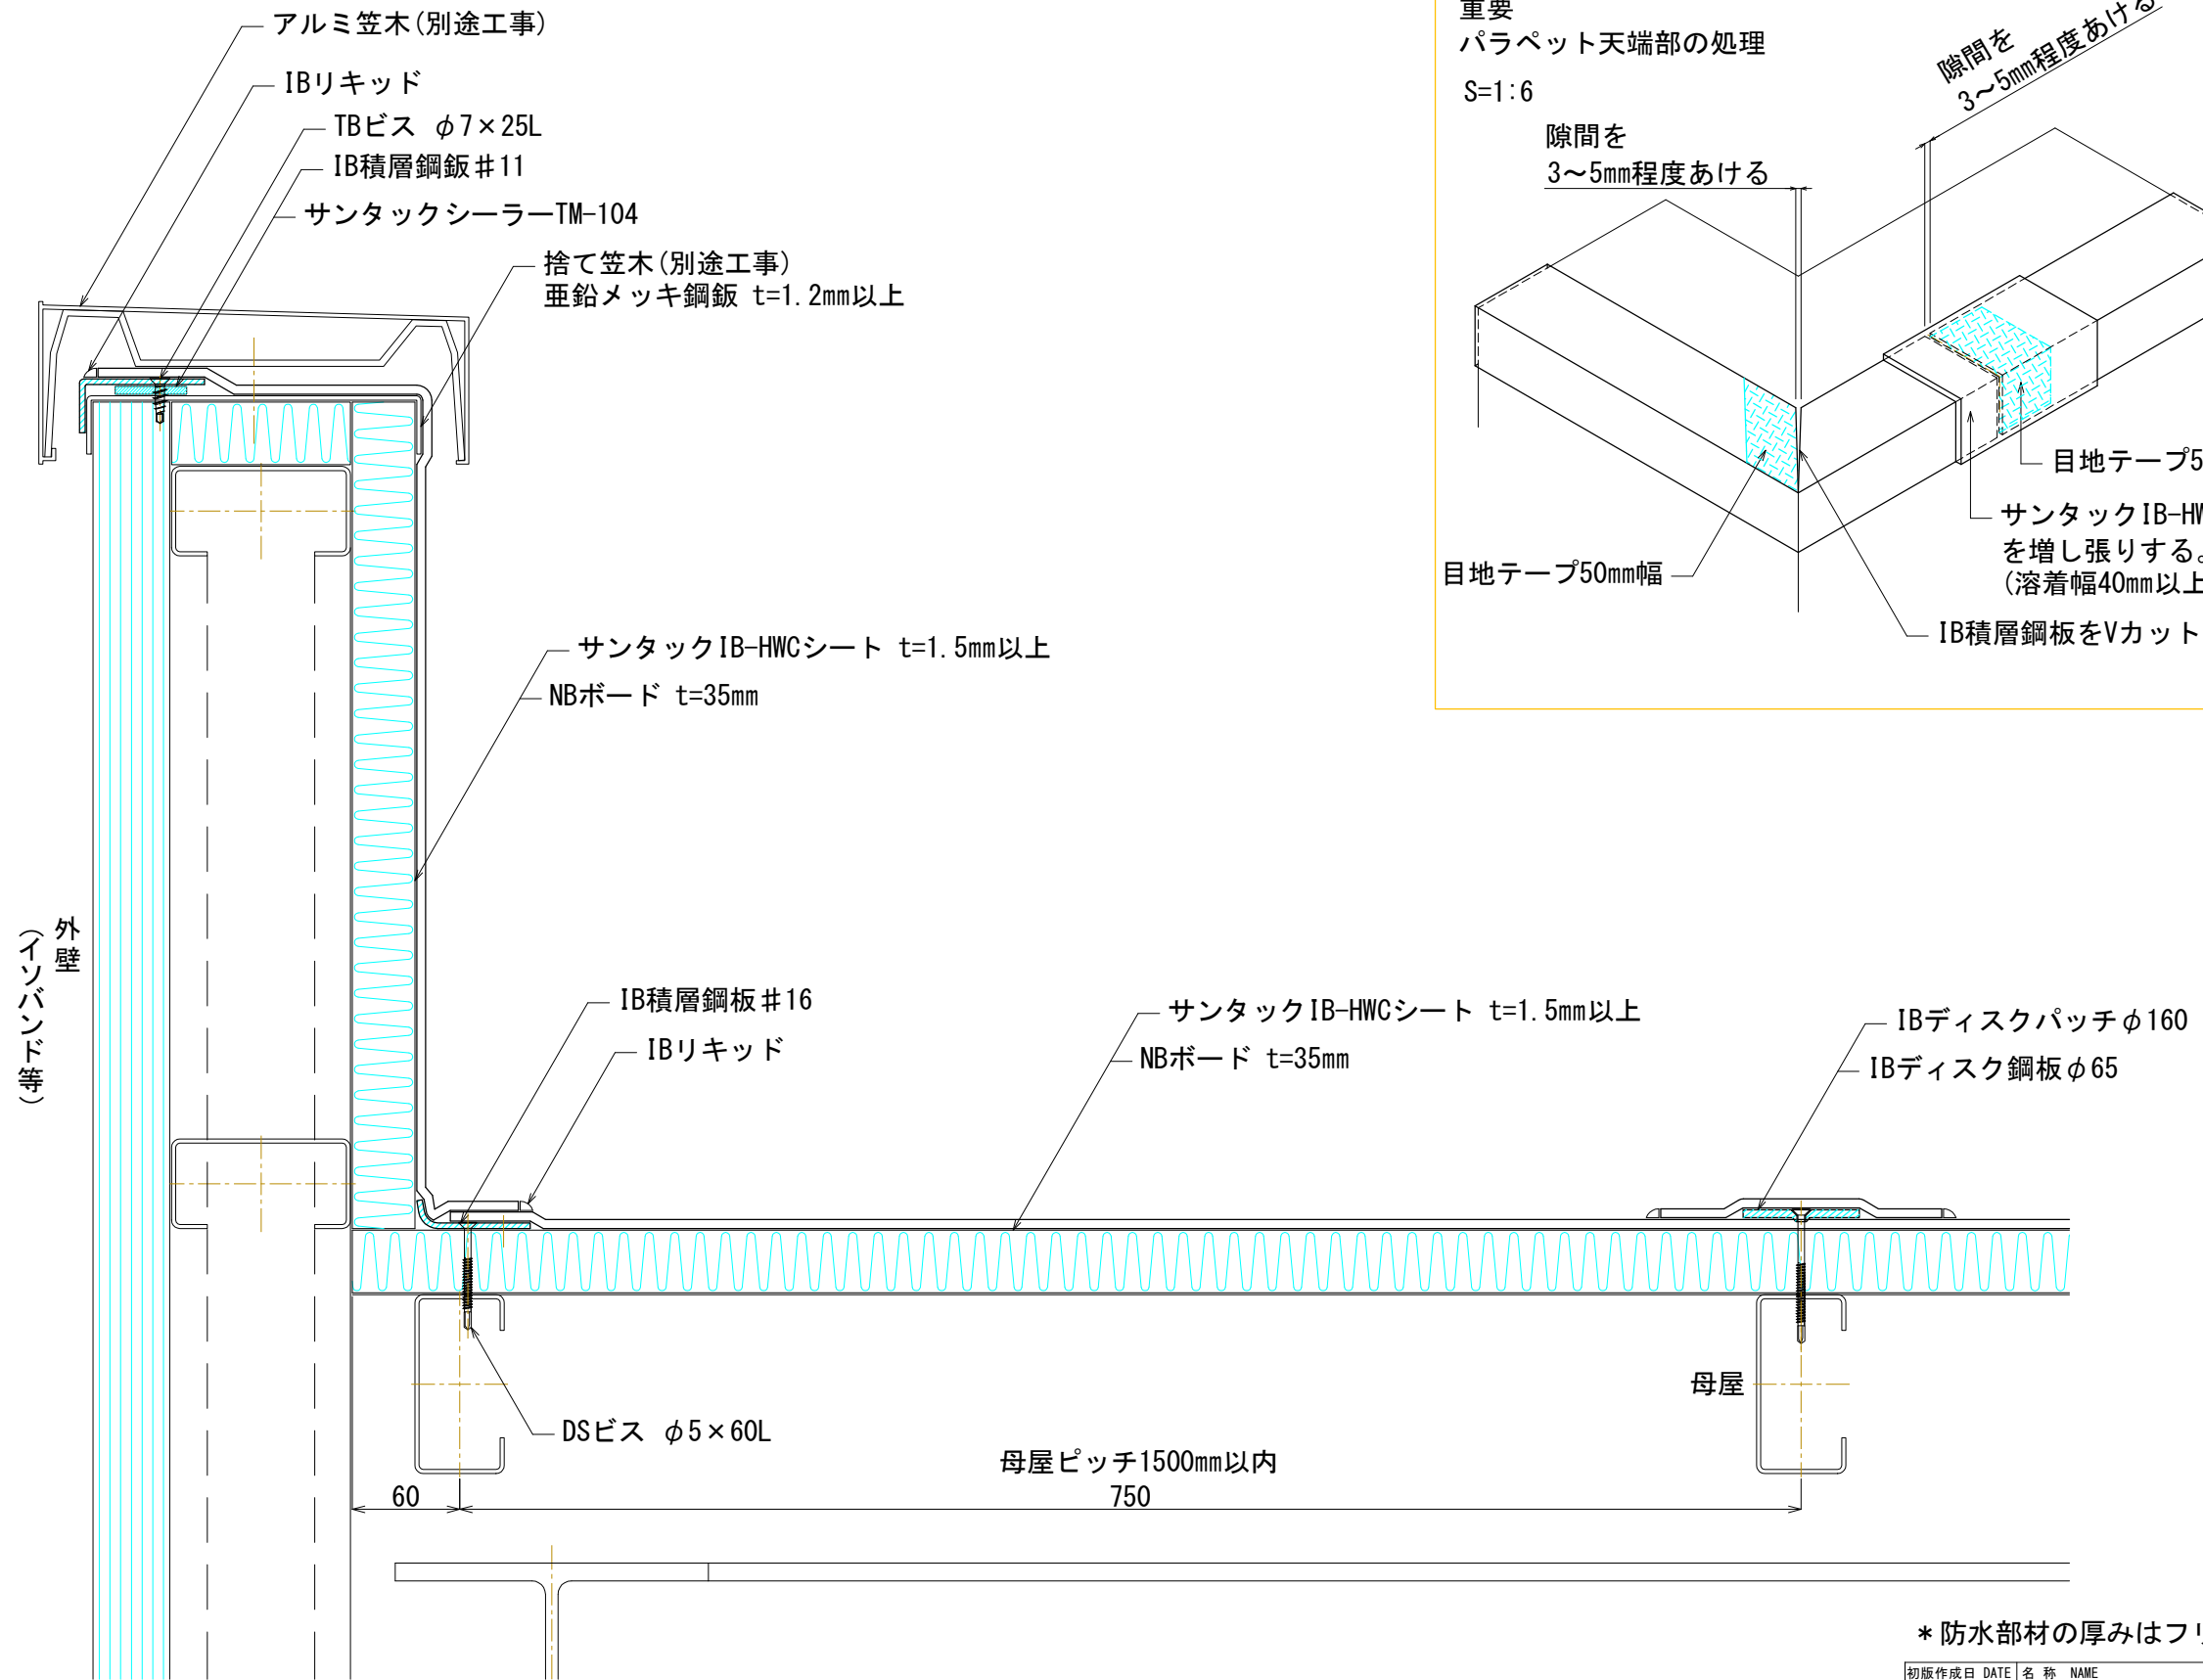 アルミ笠木(別途工事)
IBリキッド
TBビス φ7×25L
IB積層鋼鈑♯11
サンタックシーラーTM-104
捨て笠木(別途工事)
亜鉛メッキ鋼鈑 t=1.2mm以上
重要
パラペット天端部の処理
S=1:6
隙間を
3〜5mm程度あける
隙間を
3〜5mm程度あける
目地テープ5
サンタックIB-HW
を増し張りする。
(溶着幅40mm以上
目地テープ50mm幅
IB積層鋼板をVカット
サンタックIB-HWCシート t=1.5mm以上
NBボード t=35mm
外壁
(イソバンド等)
IB積層鋼板♯16
IBリキッド
サンタックIB-HWCシート t=1.5mm以上
NBボード t=35mm
IBディスクパッチφ160
IBディスク鋼板φ65
母屋
DSビス φ5×60L
母屋ピッチ1500mm以内
60
750
*防水部材の厚みはフリ
初版作成日 DATE
名 称 NAME